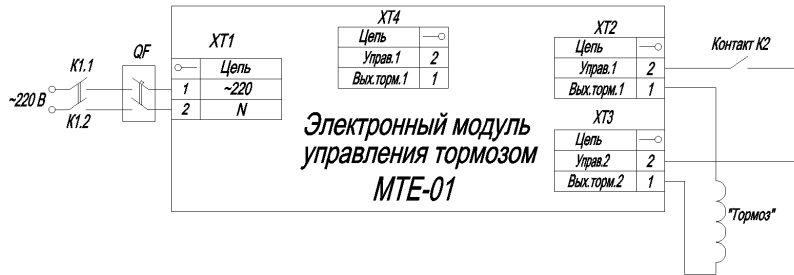 ~220 В
К1.1
К1.2
QF
XT1
Цепь
1 ~220
2 N
XT4
Цепь
Управ.1 2
Вых.торм.1 1
XT2
Цепь
Управ.1 2
Вых.торм.1 1
Контакт К2
XT3
Цепь
Управ.2 2
Вых.торм.2 1
"Тормоз"
Электронный модуль
управления тормозом
МТЕ-01